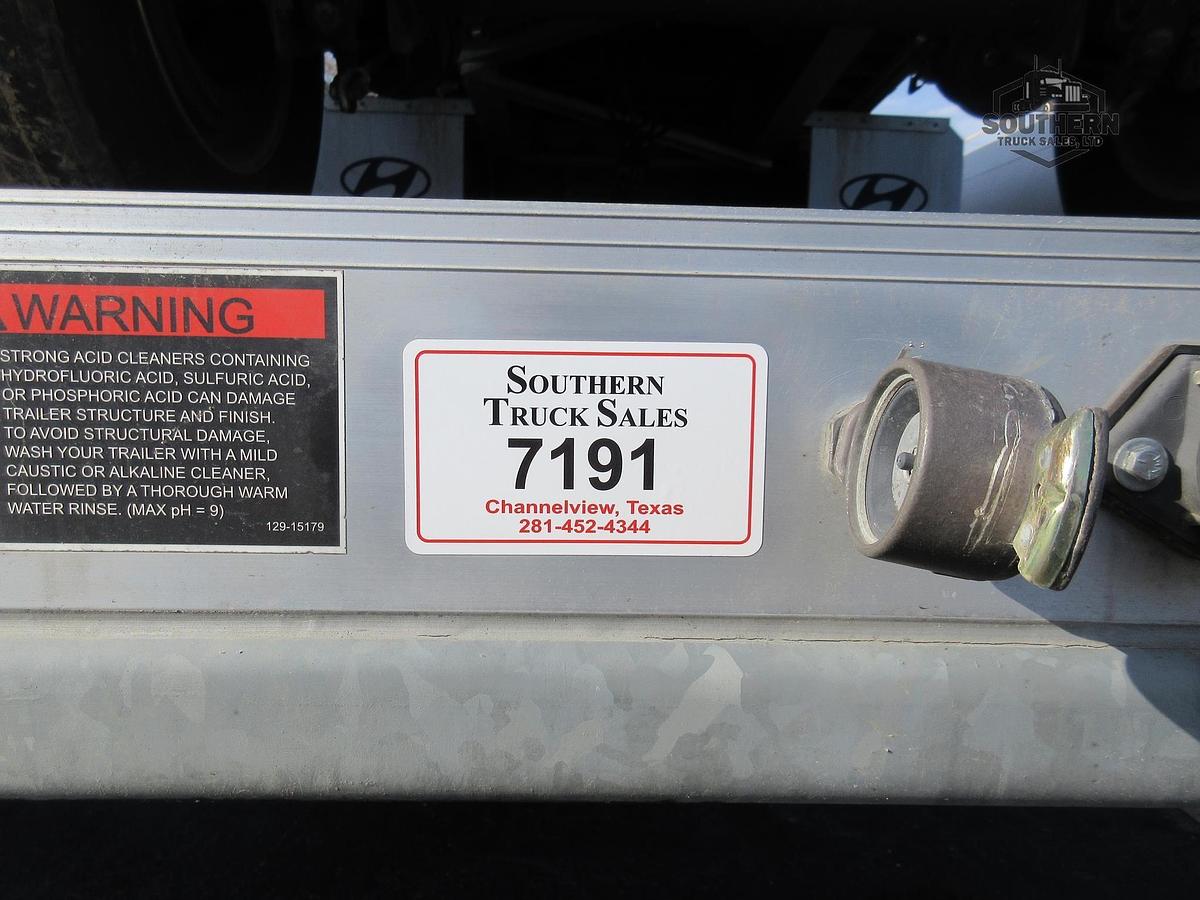 SOUTHERN
TRUCK SALES, LTD
WARNING
STRONG ACID CLEANERS CONTAINING
HYDROFLUORIC ACID, SULFURIC ACID,
OR PHOSPHORIC ACID CAN DAMAGE
TRAILER STRUCTURE AND FINISH.
TO AVOID STRUCTURAL DAMAGE,
WASH YOUR TRAILER WITH A MILD
CAUSTIC OR ALKALINE CLEANER,
FOLLOWED BY A THOROUGH WARM
WATER RINSE. (MAX pH = 9)
129-15179
SOUTHERN
TRUCK SALES
7191
Channelview, Texas
281-452-4344